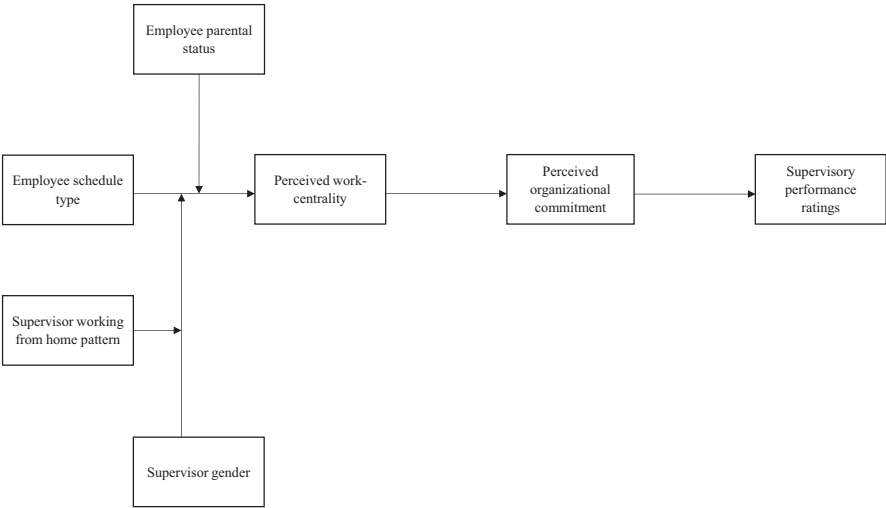 Employee parental
status
Employee schedule
type
Perceived work-
centrality
Perceived
organizational
commitment
Supervisory
performance
ratings
Supervisor working
from home pattern
Supervisor gender